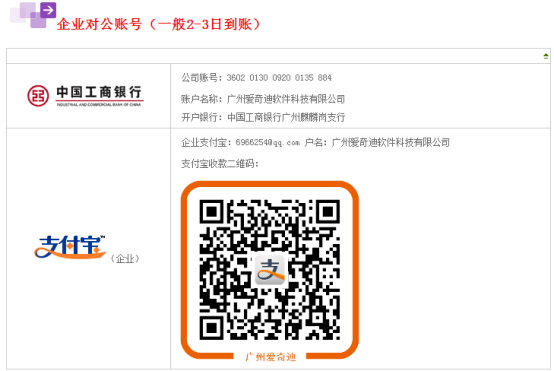 企业对公账号（一般2-3日到账）
中国工商银行
INDUSTRIAL AND COMMERCIAL BANK OF CHINA
公司账号：3602 0130 0920 0135 884
账户名称：广州爱奇迪软件科技有限公司
开户银行：中国工商银行广州麒麟岗支行
支付宝™（企业）
企业支付宝：6966254@qq.com 户名：广州爱奇迪软件科技有限公司
支付宝收款二维码：
支
广州爱奇迪